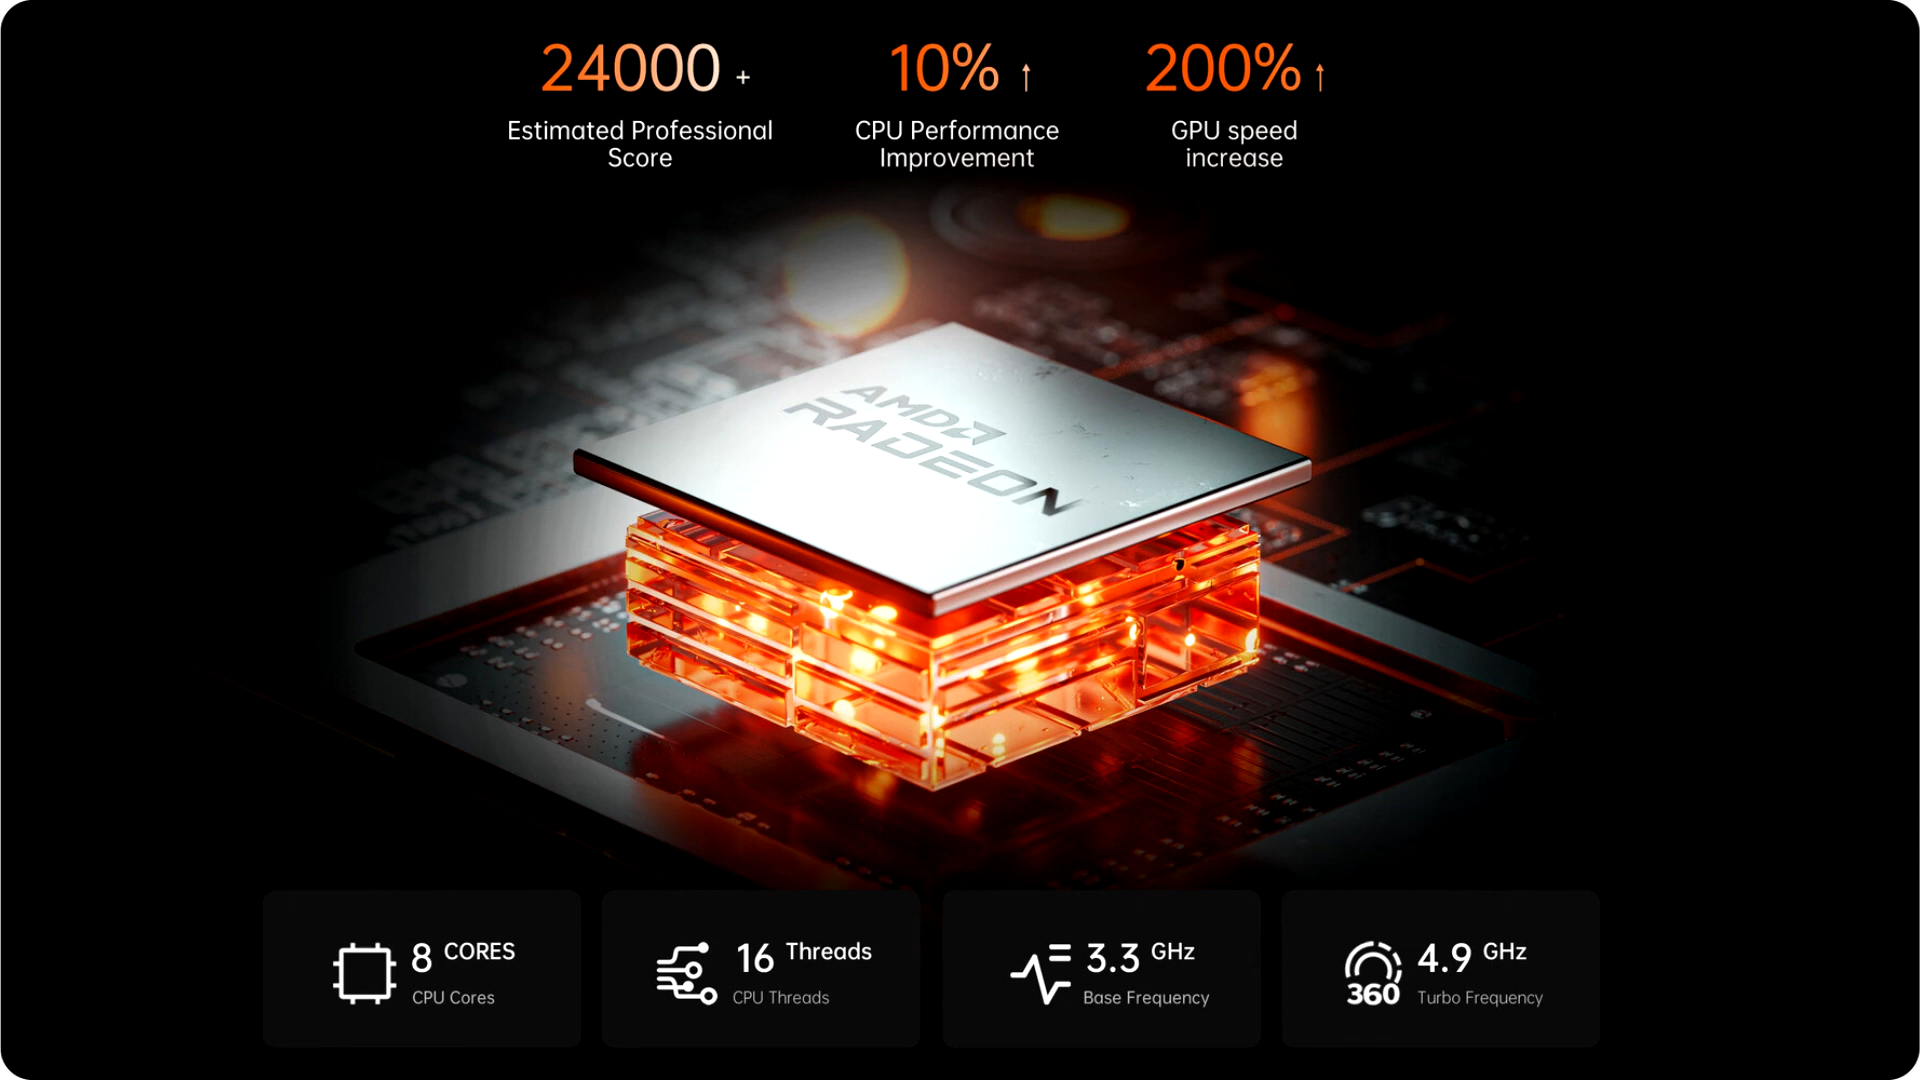 24000 +
Estimated Professional
Score
10% ↑
CPU Performance
Improvement
200% ↑
GPU speed
increase
AMD
RADEON
8 CORES
CPU Cores
16 Threads
CPU Threads
3.3 GHz
Base Frequency
360
4.9 GHz
Turbo Frequency